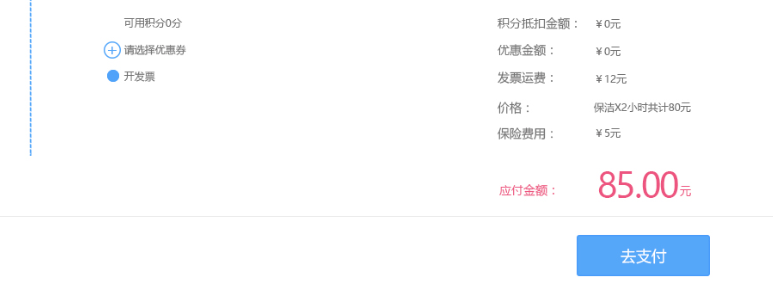 可用积分0分
请选择优惠券
开发票
积分抵扣金额： ￥0元
优惠金额： ￥0元
发票运费： ￥12元
价格： 保洁X2小时共计80元
保险费用： ￥5元
应付金额： 85.00元
去支付